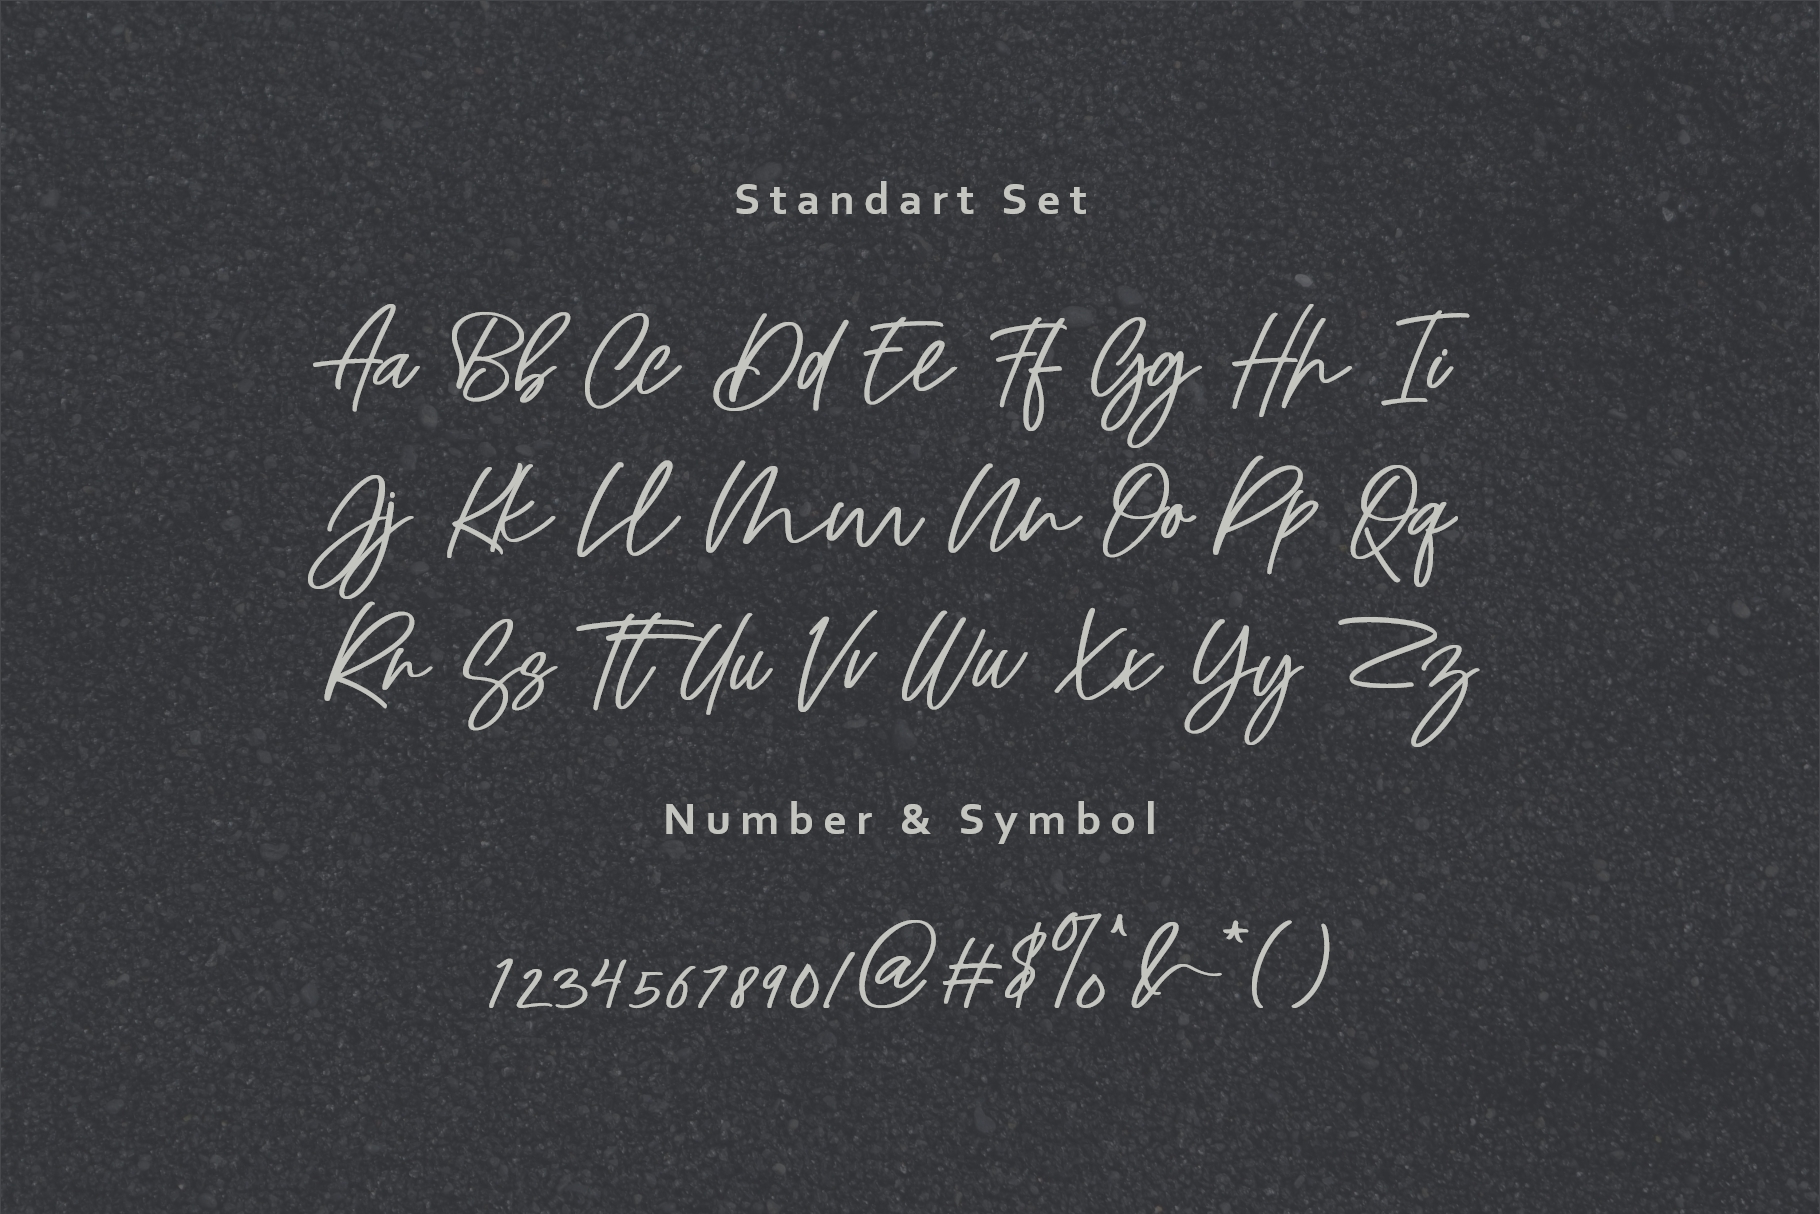 Standart Set
Aa Bb Cc Dd Ee Ff Gg Hh Ii
Jj Kk Ll Mm Nn Oo Pp Qq
Rr Ss Tt Uu Vv Ww Xx Yy Zz
Number & Symbol
1234567890/@#$%^&*()